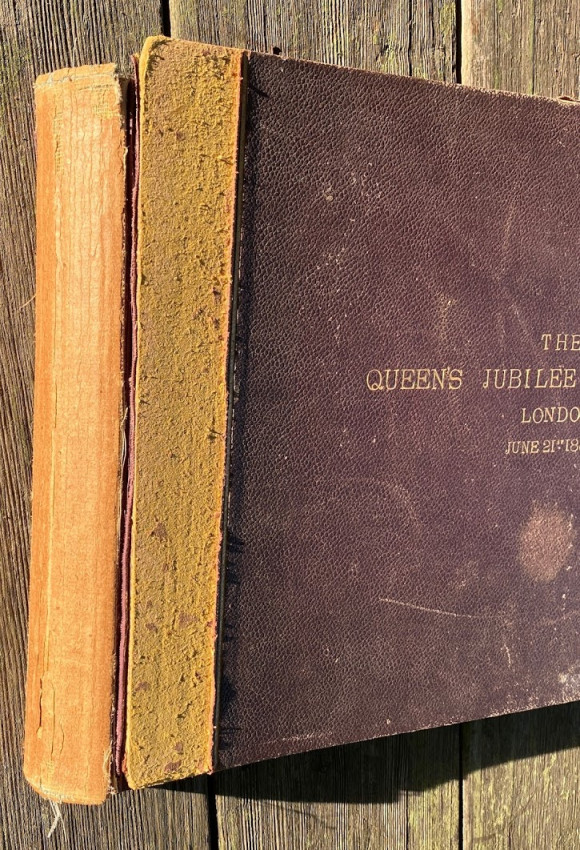 THE
QUEEN'S JUBILEE
LONDO
JUNE 21ST 18